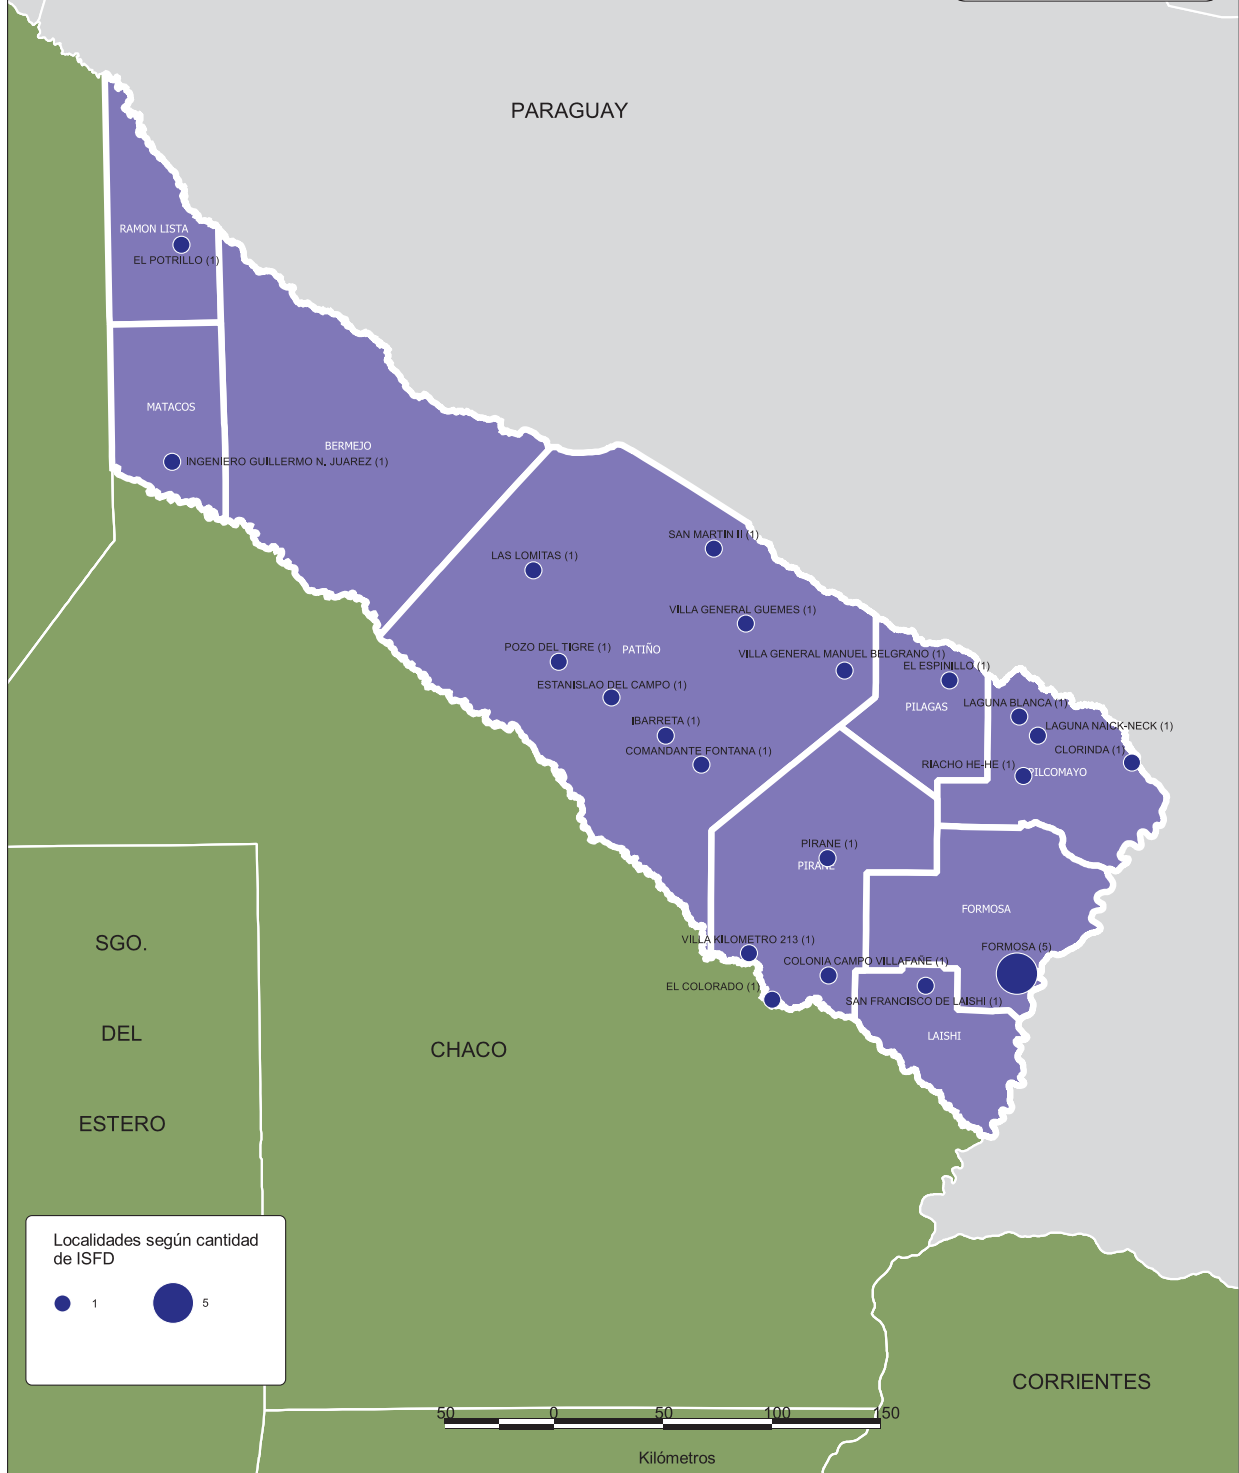 PARAGUAY
RAMON LISTA
EL POTRILLO (1)
MATACOS
BERMEJO
INGENIERO GUILLERMO N. JUAREZ (1)
SAN MARTIN II (1)
LAS LOMITAS (1)
VILLA GENERAL GUEMES (1)
POZO DEL TIGRE (1)
PATIÑO
VILLA GENERAL MANUEL BELGRANO (1)
EL ESPINILLO (1)
ESTANISLAO DEL CAMPO (1)
LAGUNA BLANCA (1)
PILAGAS
IBARRETA (1)
LAGUNA NAICK-NECK (1)
COMANDANTE FONTANA (1)
CLORINDA (1)
RIACHO HE-HE (1)
PILCOMAYO
PIRANE (1)
PIRANE
FORMOSA
VILLA KILOMETRO 213 (1)
FORMOSA (5)
COLONIA CAMPO VILLAFAÑE (1)
EL COLORADO (1)
SAN FRANCISCO DE LAISHI (1)
LAISHI
SGO.
DEL
ESTERO
CHACO
Localidades según cantidad
de ISFD
1 5
CORRIENTES
50 0 50 100 150
Kilómetros